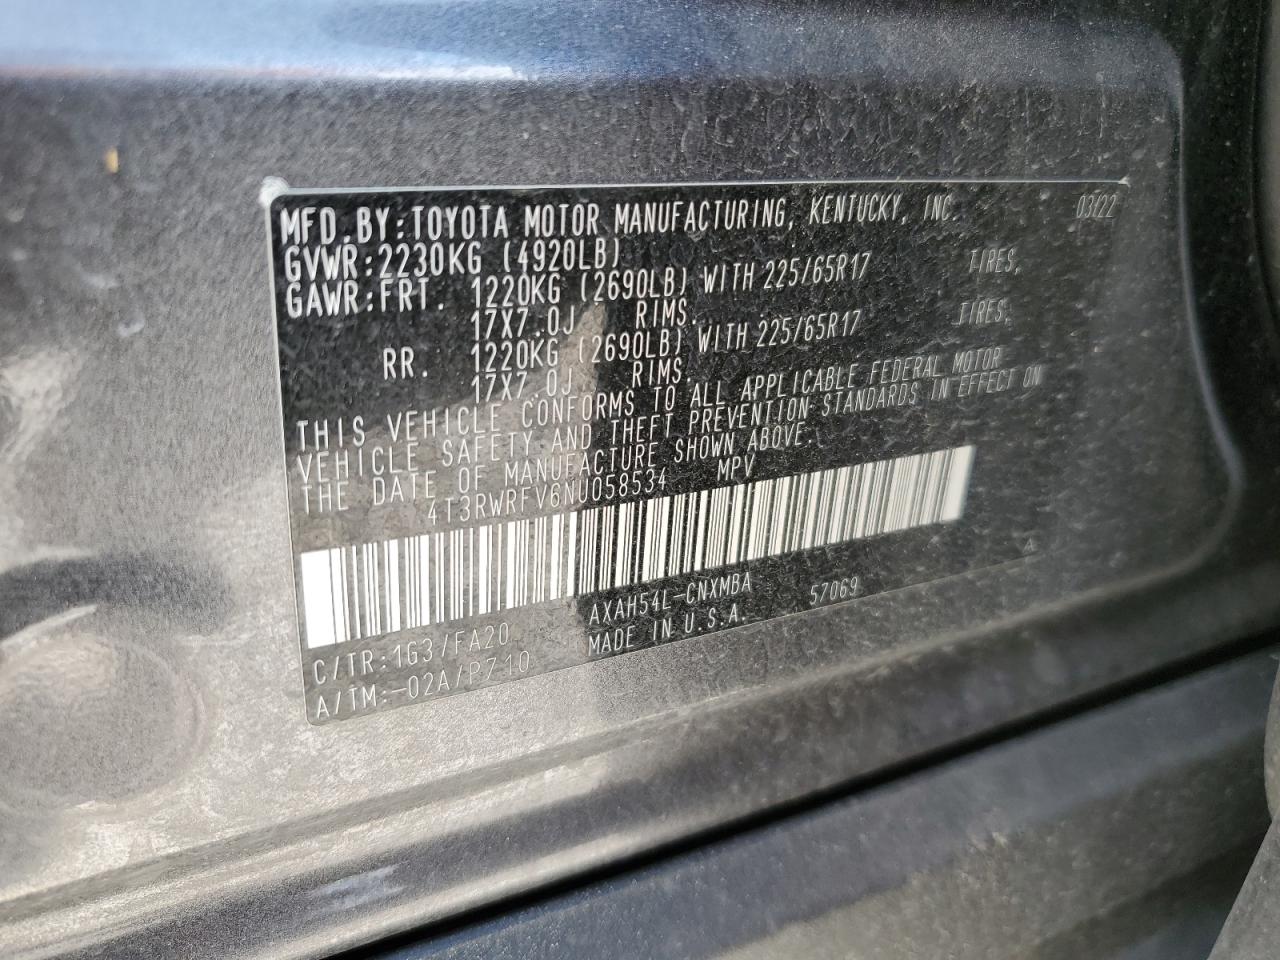 MFD.BY:TOYOTA MOTOR MANUFACTURING, KENTUCKY, INC. 03/22
GVWR:2230KG (4920LB)
GAWR:FRT. 1220KG (2690LB) WITH 225/65R17 TIRES,
17X7.0J RIMS.
RR. 1220KG (2690LB) WITH 225/65R17 TIRES,
17X7.0J RIMS.
THIS VEHICLE CONFORMS TO ALL APPLICABLE FEDERAL MOTOR
VEHICLE SAFETY AND THEFT PREVENTION STANDARDS IN EFFECT ON
THE DATE OF MANUFACTURE SHOWN ABOVE.
4T3RWRFV6NU058534 MPV
C/TR:1G3/FA20 AXAH54L-CNXMBA 57069
A/TM:-02A/P710 MADE IN U.S.A.